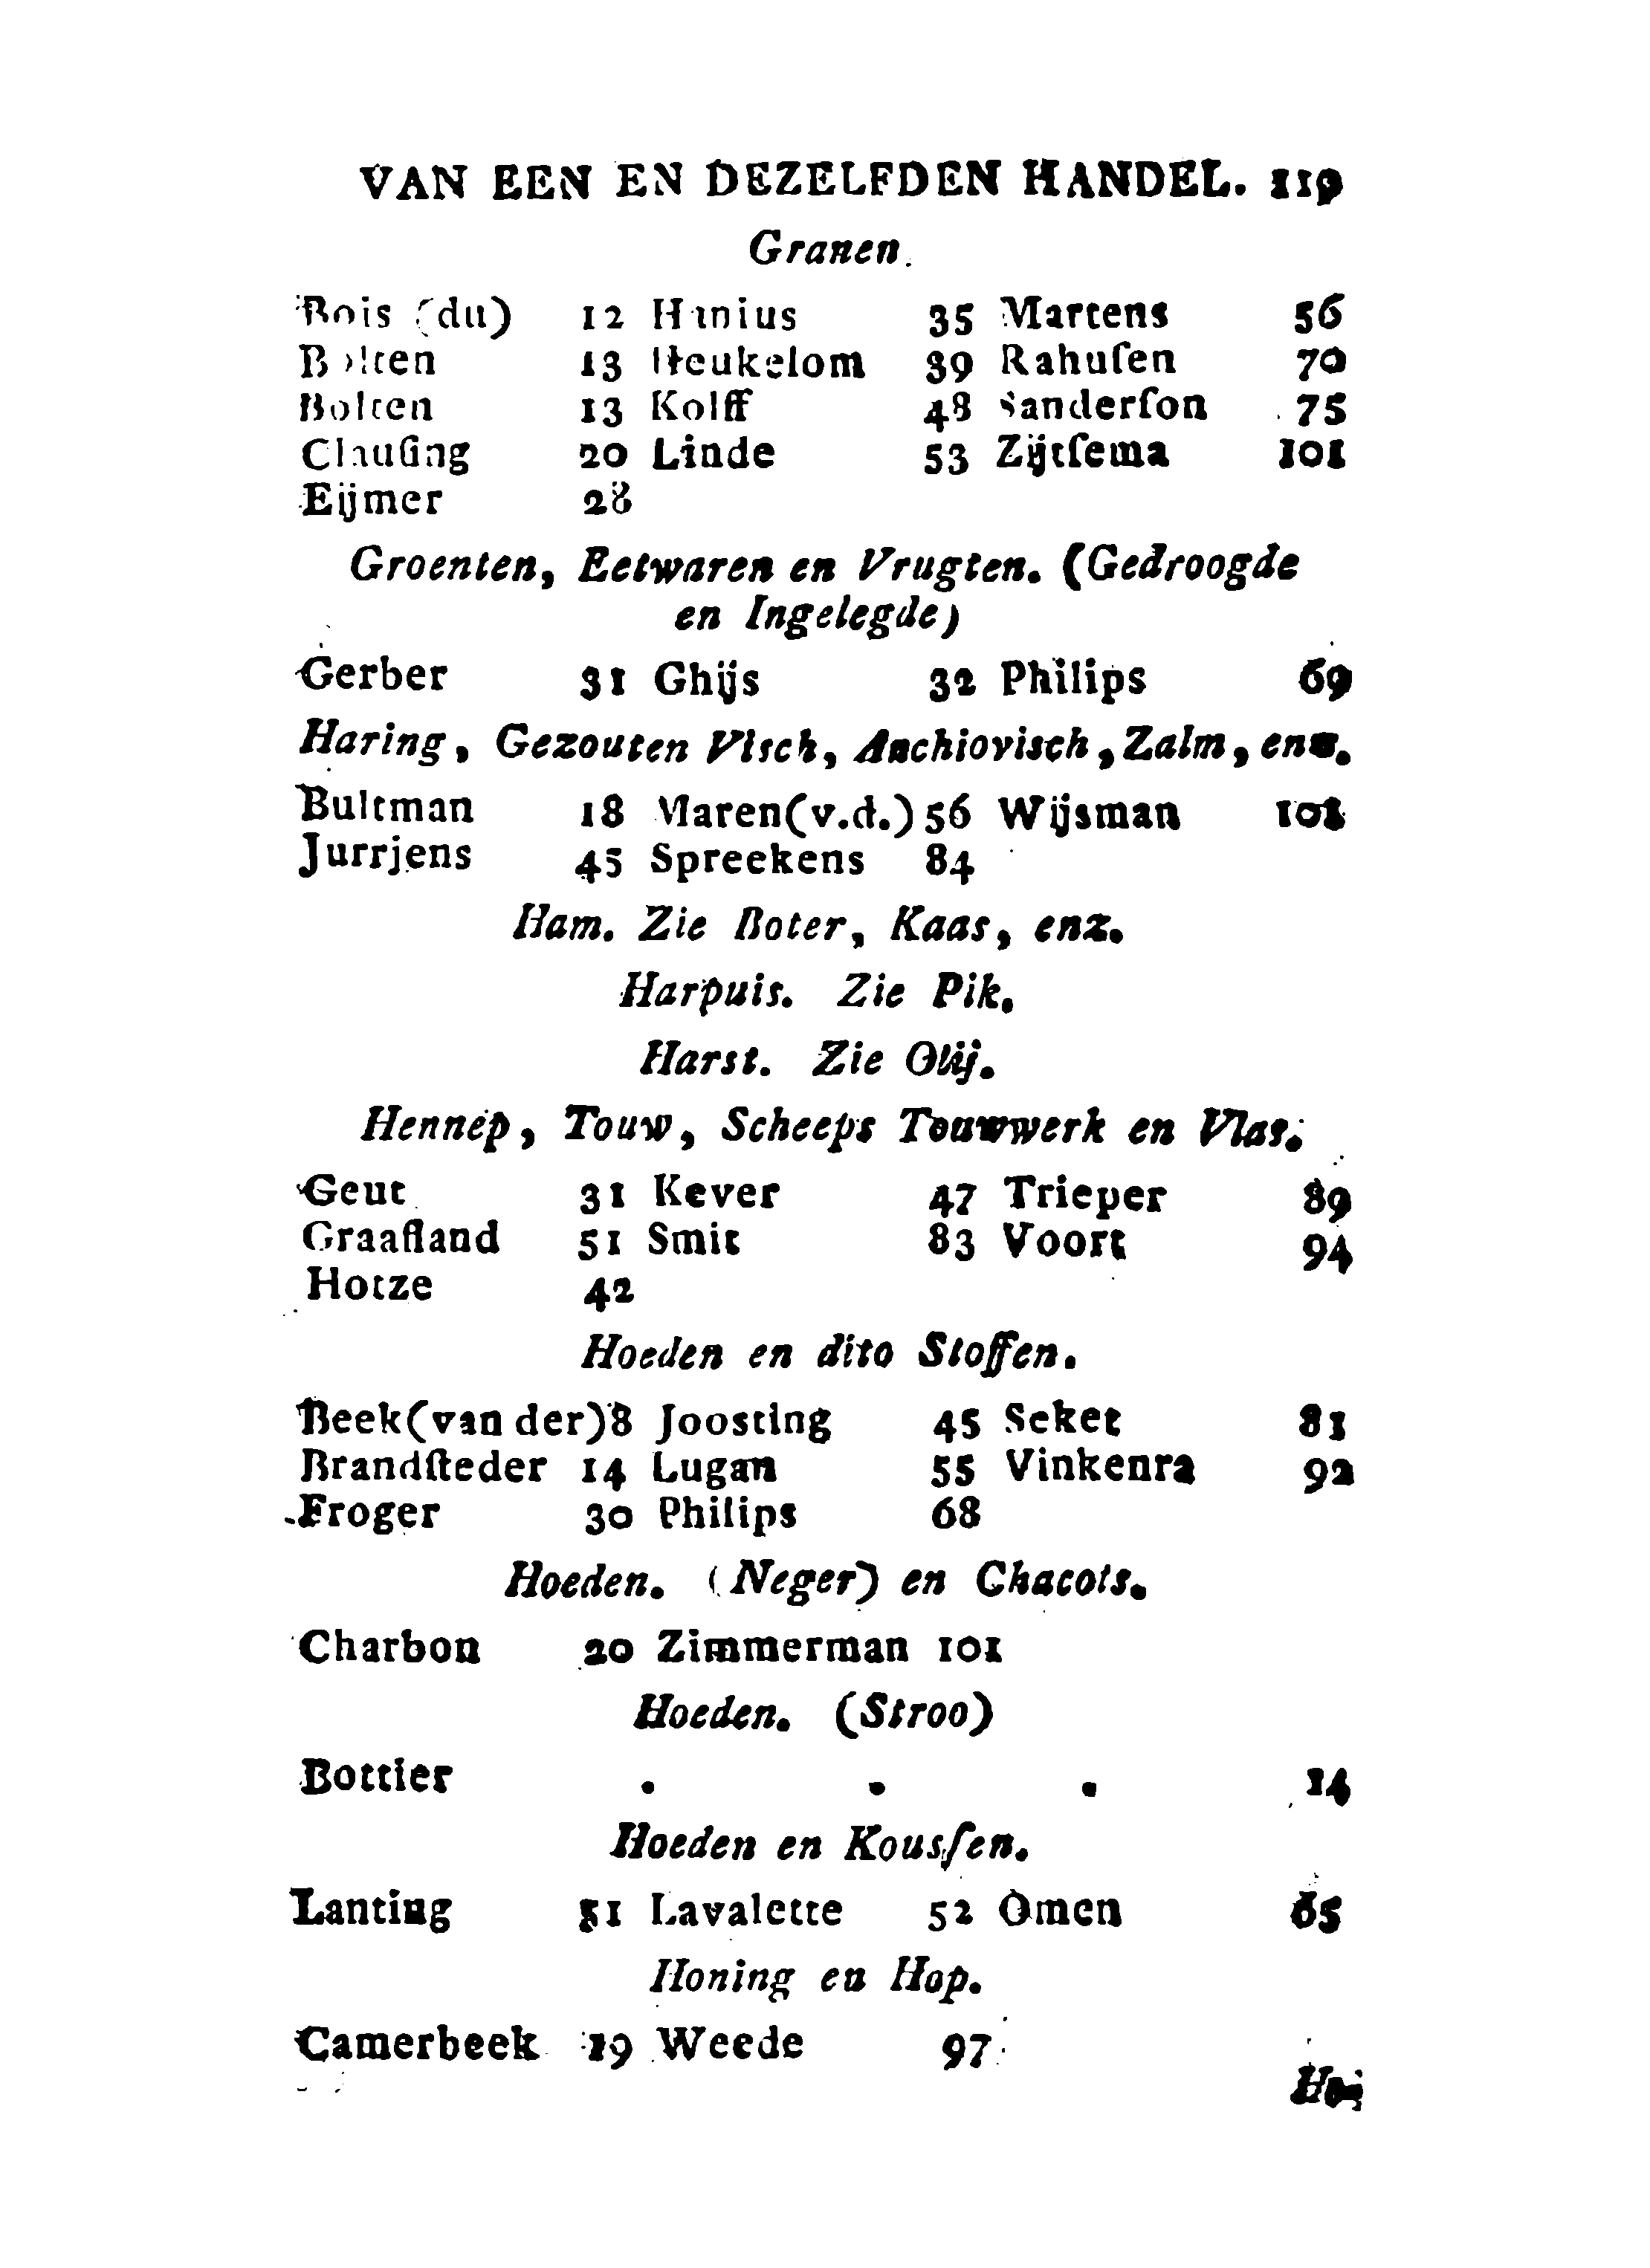 VAN EEN EN DEZELFDEN HANDEL. 119
Granen.
Bois (du) 12 Hanius 35 Martens 56
Bolten 13 Heukelom 39 Rahuſen 70
Bolten 13 Kolff 48 Sanderſon 75
Clauſing 20 Linde 53 Zijtſema 101
Eijmer 28
Groenten, Eetwaren en Vrugten. (Gedroogde
en Ingelegde)
Gerber 31 Ghijs 32 Philips 69
Haring, Gezouten Visch, Anchiovisch, Zalm, enz.
Bultman 18 Maren(v.d.) 56 Wijsman
Jurrjens 45 Spreekens 84
Ham. Zie Boter, Kaas, enz.
Harpuis. Zie Pik.
Harst. Zie Olij.
Hennep, Touw, Scheeps Touwwerk en Vlas.
Geut 31 Kever 47 Trieper 89
Graafland 51 Smit 83 Voort 94
Hotze 42
Hoeden en dito Stoffen.
Beek(van der) 8 Joosting 45 Seket 81
Brandſteder 14 Lugan 55 Vinkenra 92
Froger 30 Philips 68
Hoeden. (Neger) en Chacots.
Charbon 20 Zimmerman 101
Hoeden. (Stroo)
Bottier . . . 14
Hoeden en Kousſen.
Lanting 51 Lavalette 52 Omen 65
Honing en Hop.
Camerbeek 19 Weede 97